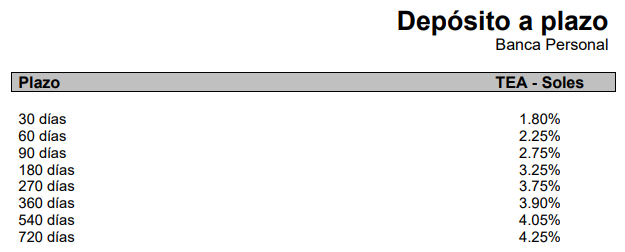 Depósito a plazo
Banca Personal
Plazo TEA - Soles
30 días 1.80%
60 días 2.25%
90 días 2.75%
180 días 3.25%
270 días 3.75%
360 días 3.90%
540 días 4.05%
720 días 4.25%